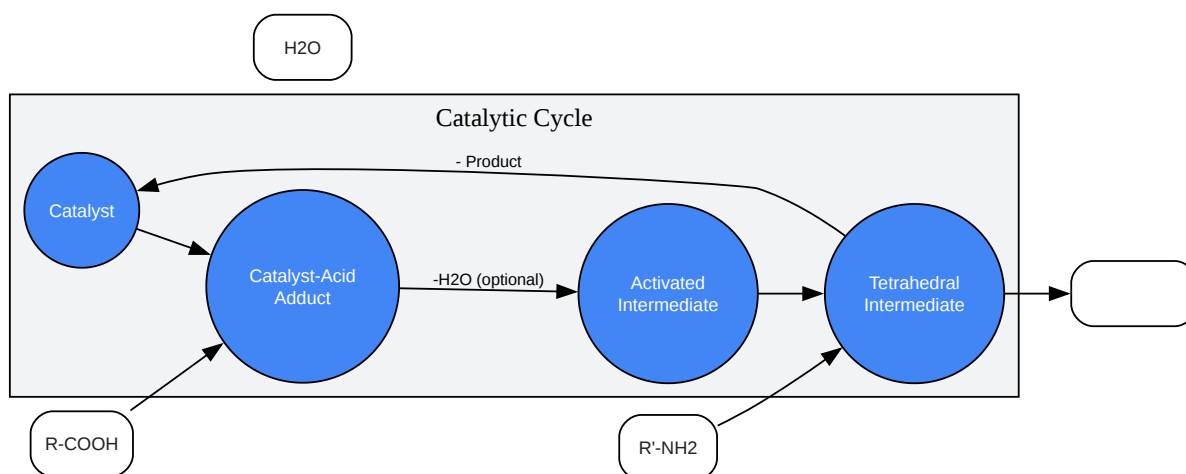 H2O
Catalytic Cycle
- Product
Catalyst
Catalyst-Acid
Adduct
-H2O (optional)
Activated
Intermediate
Tetrahedral
Intermediate
R-COOH
R'-NH2